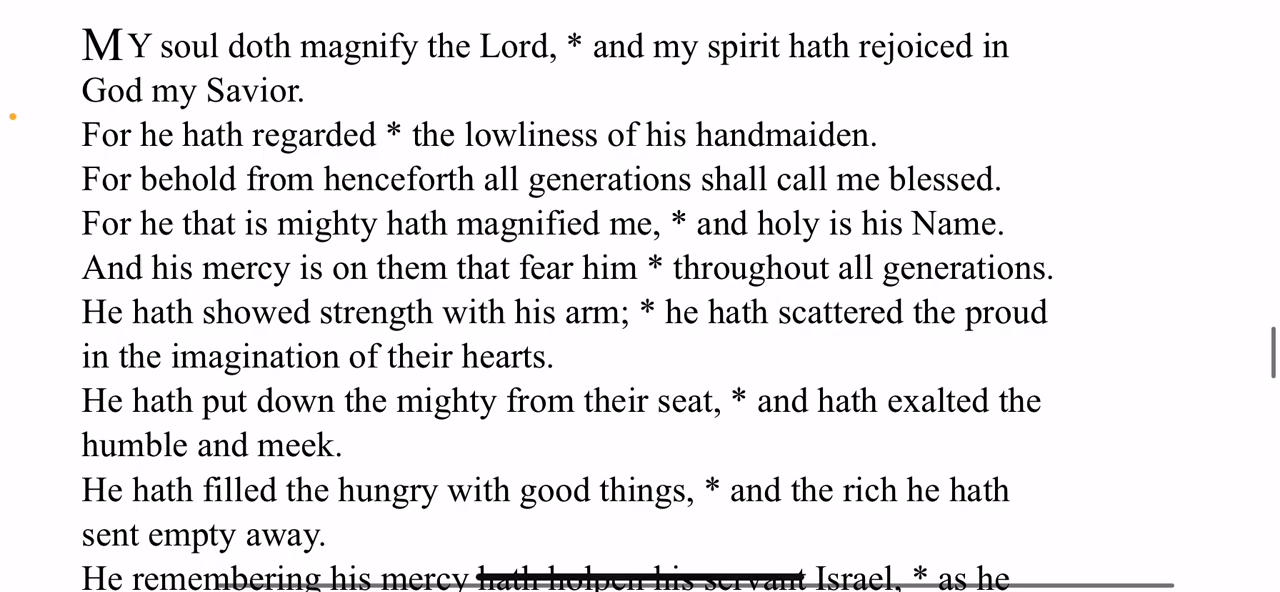 MY soul doth magnify the Lord, * and my spirit hath rejoiced in
God my Savior.
For he hath regarded * the lowliness of his handmaiden.
For behold from henceforth all generations shall call me blessed.
For he that is mighty hath magnified me, * and holy is his Name.
And his mercy is on them that fear him * throughout all generations.
He hath showed strength with his arm; * he hath scattered the proud
in the imagination of their hearts.
He hath put down the mighty from their seat, * and hath exalted the
humble and meek.
He hath filled the hungry with good things, * and the rich he hath
sent empty away.
He remembering his mercy hath holpen his servant Israel, * as he